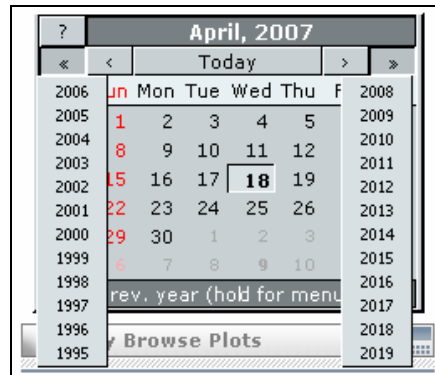 ? April, 2007
« ‹ Today › »
2006 un Mon Tue Wed Thu F 2008
2005 1 2 3 4 5 2009
2004 8 9 10 11 12 2010
2003 2011
2002 15 16 17 18 19 2012
2001 22 23 24 25 26 2013
2000 29 30 1 2 3 2014
1999 6 7 8 9 10 2015
1998 2016
1997 rev. year (hold for menu 2017
1996 y Browse Plots 2018
1995 2019